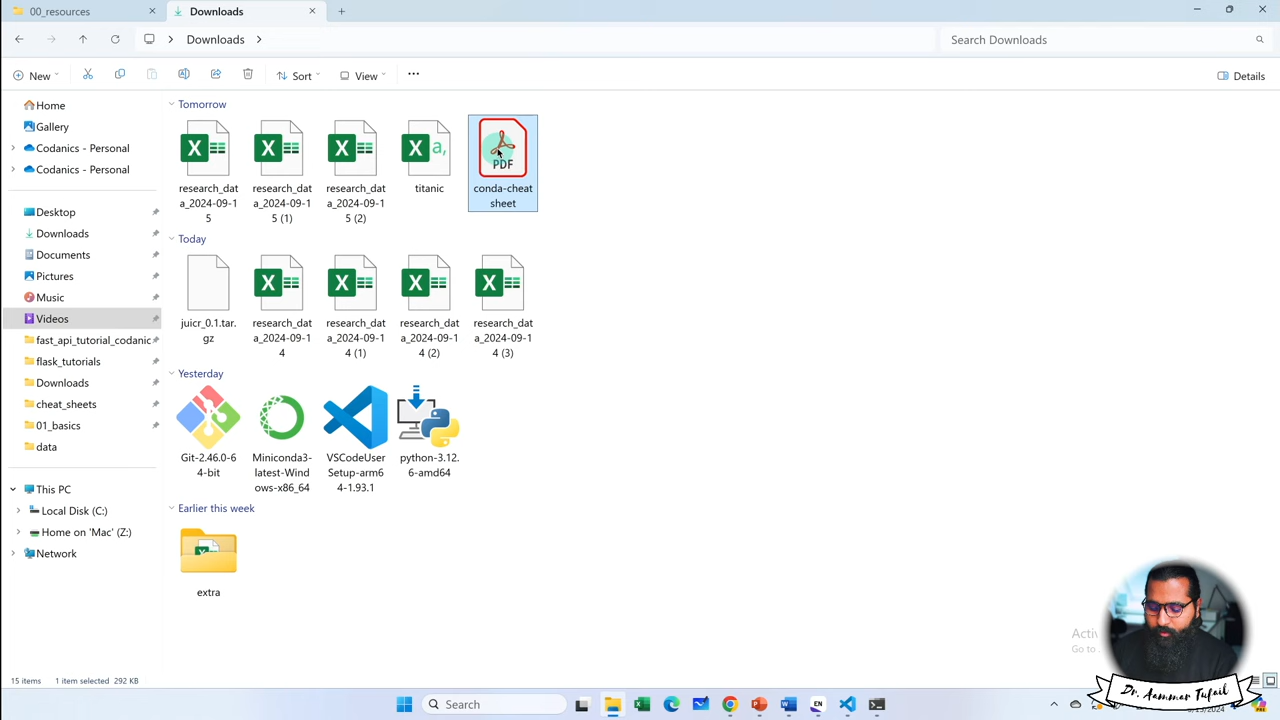 00_resources
Downloads
Downloads
Search Downloads
New
Sort
View
Details
Home
Gallery
Codanics - Personal
Codanics - Personal
Desktop
Downloads
Documents
Pictures
Music
Videos
fast_api_tutorial_codanic
flask_tutorials
Downloads
cheat_sheets
01_basics
data
This PC
Local Disk (C:)
Home on 'Mac' (Z:)
Network
Tomorrow
a,
PDF
research_dat
a_2024-09-1
5
research_dat
a_2024-09-1
5 (1)
research_dat
a_2024-09-1
5 (2)
titanic
conda-cheat
sheet
Today
juicr_0.1.tar.
gz
research_dat
a_2024-09-1
4
research_dat
a_2024-09-1
4 (1)
research_dat
a_2024-09-1
4 (2)
research_dat
a_2024-09-1
4 (3)
Yesterday
Git-2.46.0-6
4-bit
Miniconda3-
latest-Wind
ows-x86_64
VSCodeUser
Setup-arm6
4-1.93.1
python-3.12.
6-amd64
Earlier this week
extra
15 items
1 item selected 292 KB
Go to
Search
EN
Dr. Aammar Tufail